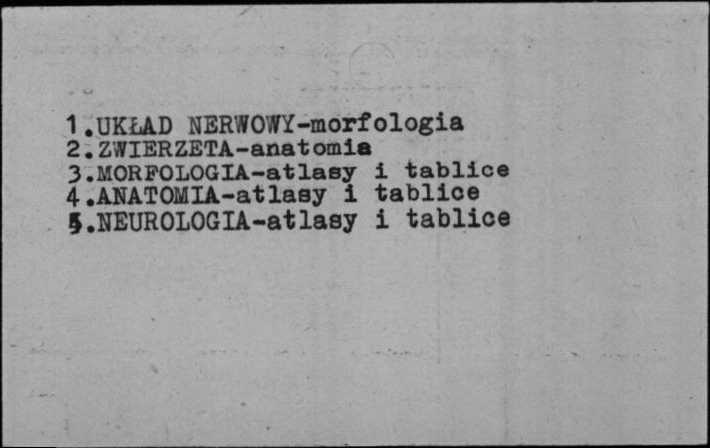 1.UKŁAD NERWOWY-morfologia
2.ZWIERZETA-anatomia
3.MORFOLOGIA-atlasy i tablice
4.ANATOMIA-atlasy i tablice
5.NEUROLOGIA-atlasy i tablice